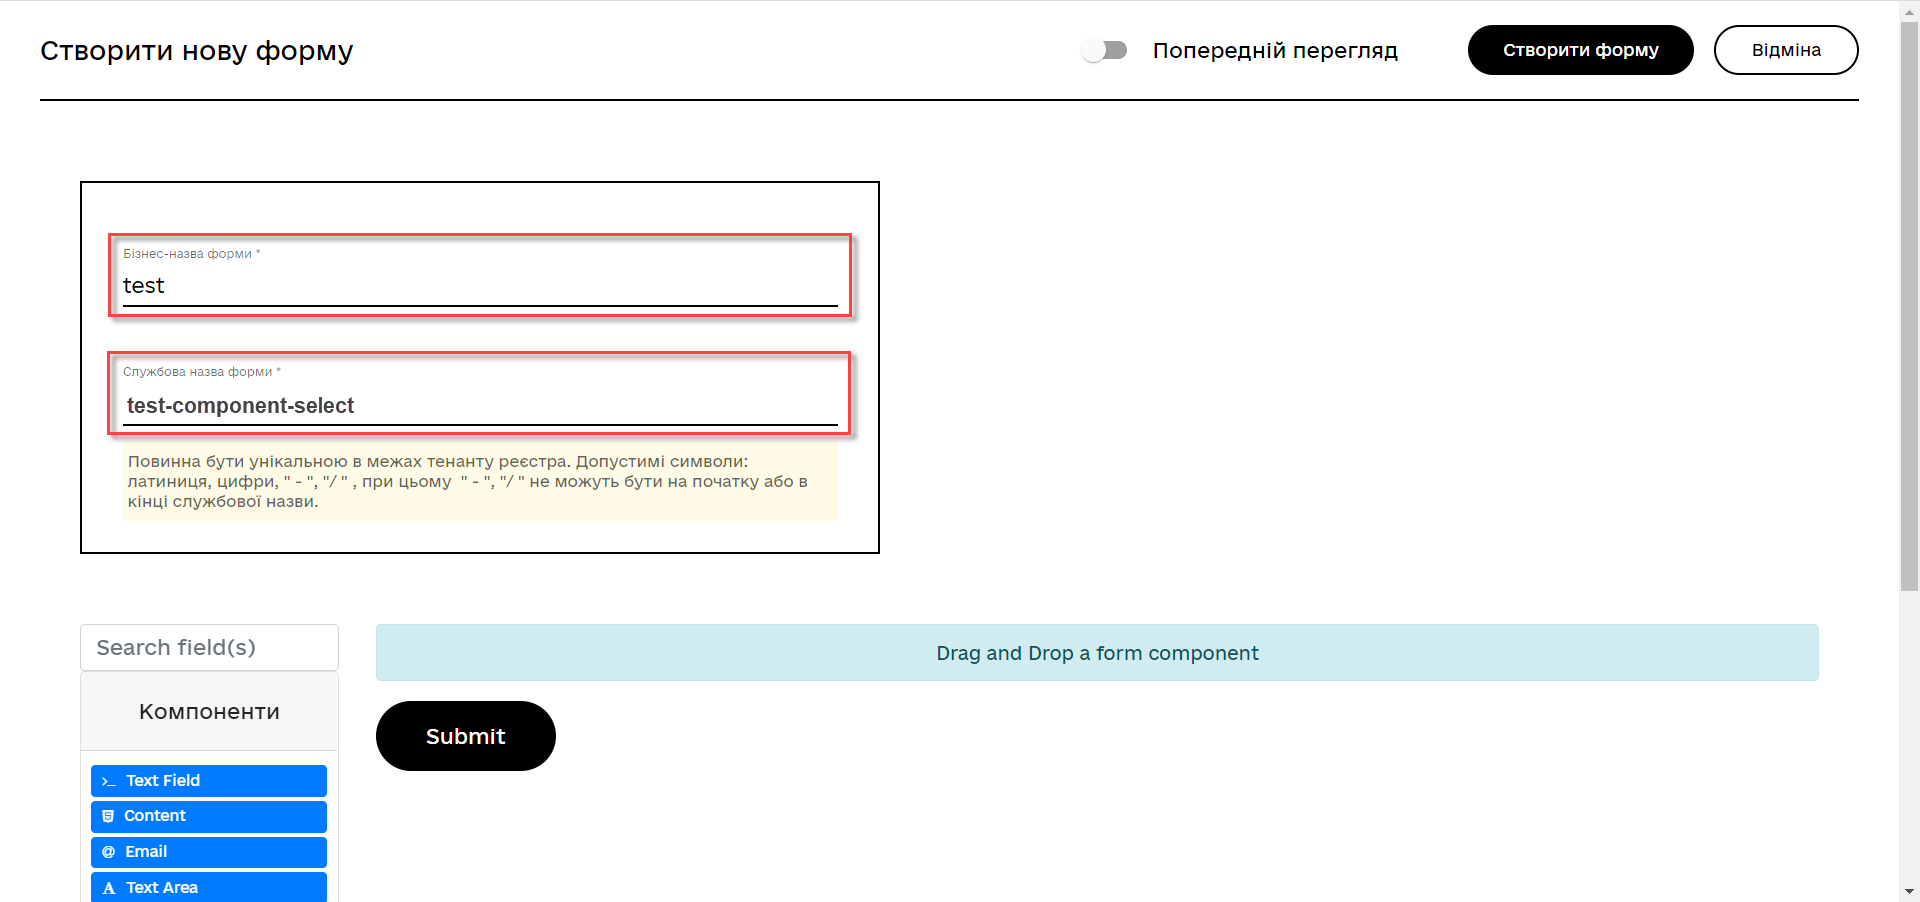 Створити нову форму
Попередній перегляд
Створити форму
Відміна
Бізнес-назва форми *
test
Службова назва форми *
test-component-select
Повинна бути унікальною в межах тенанту реєстра. Допустимі символи:
латиниця, цифри, " - ", "/ " , при цьому  " - ", "/ " не можуть бути на початку або в
кінці службової назви.
Search field(s)
Drag and Drop a form component
Компоненти
Submit
Text Field
Content
Email
Text Area